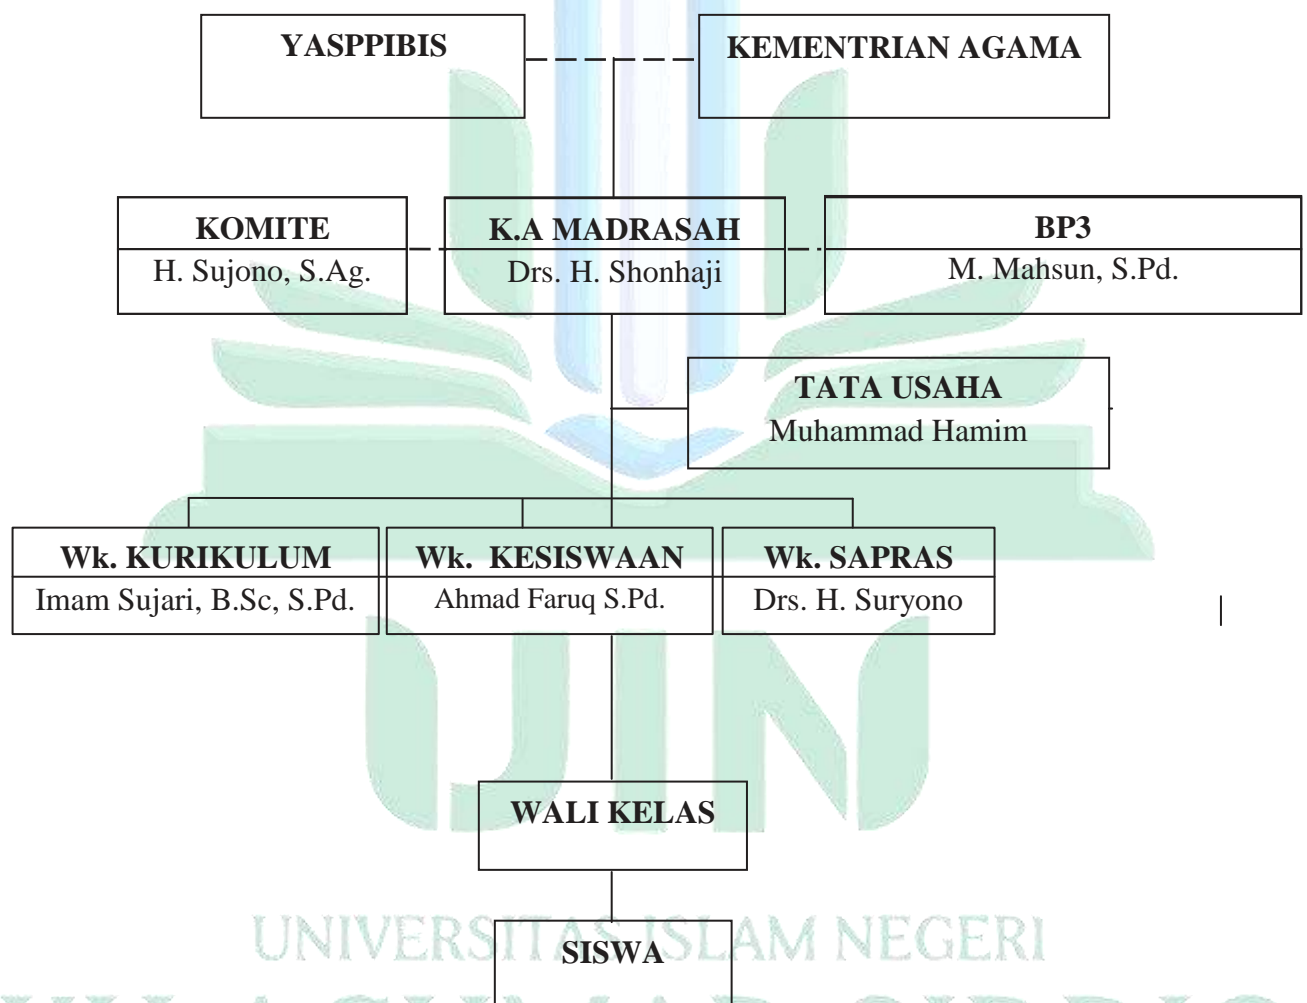 YASPPIBIS
KEMENTRIAN AGAMA
KOMITE
H. Sujono, S.Ag.
K.A MADRASAH
Drs. H. Shonhaji
BP3
M. Mahsun, S.Pd.
TATA USAHA
Muhammad Hamim
Wk. KURIKULUM
Imam Sujari, B.Sc, S.Pd.
Wk. KESISWAAN
Ahmad Faruq S.Pd.
Wk. SAPRAS
Drs. H. Suryono
UIN
WALI KELAS
UNIVERSITAS ISLAM NEGERI
SISWA